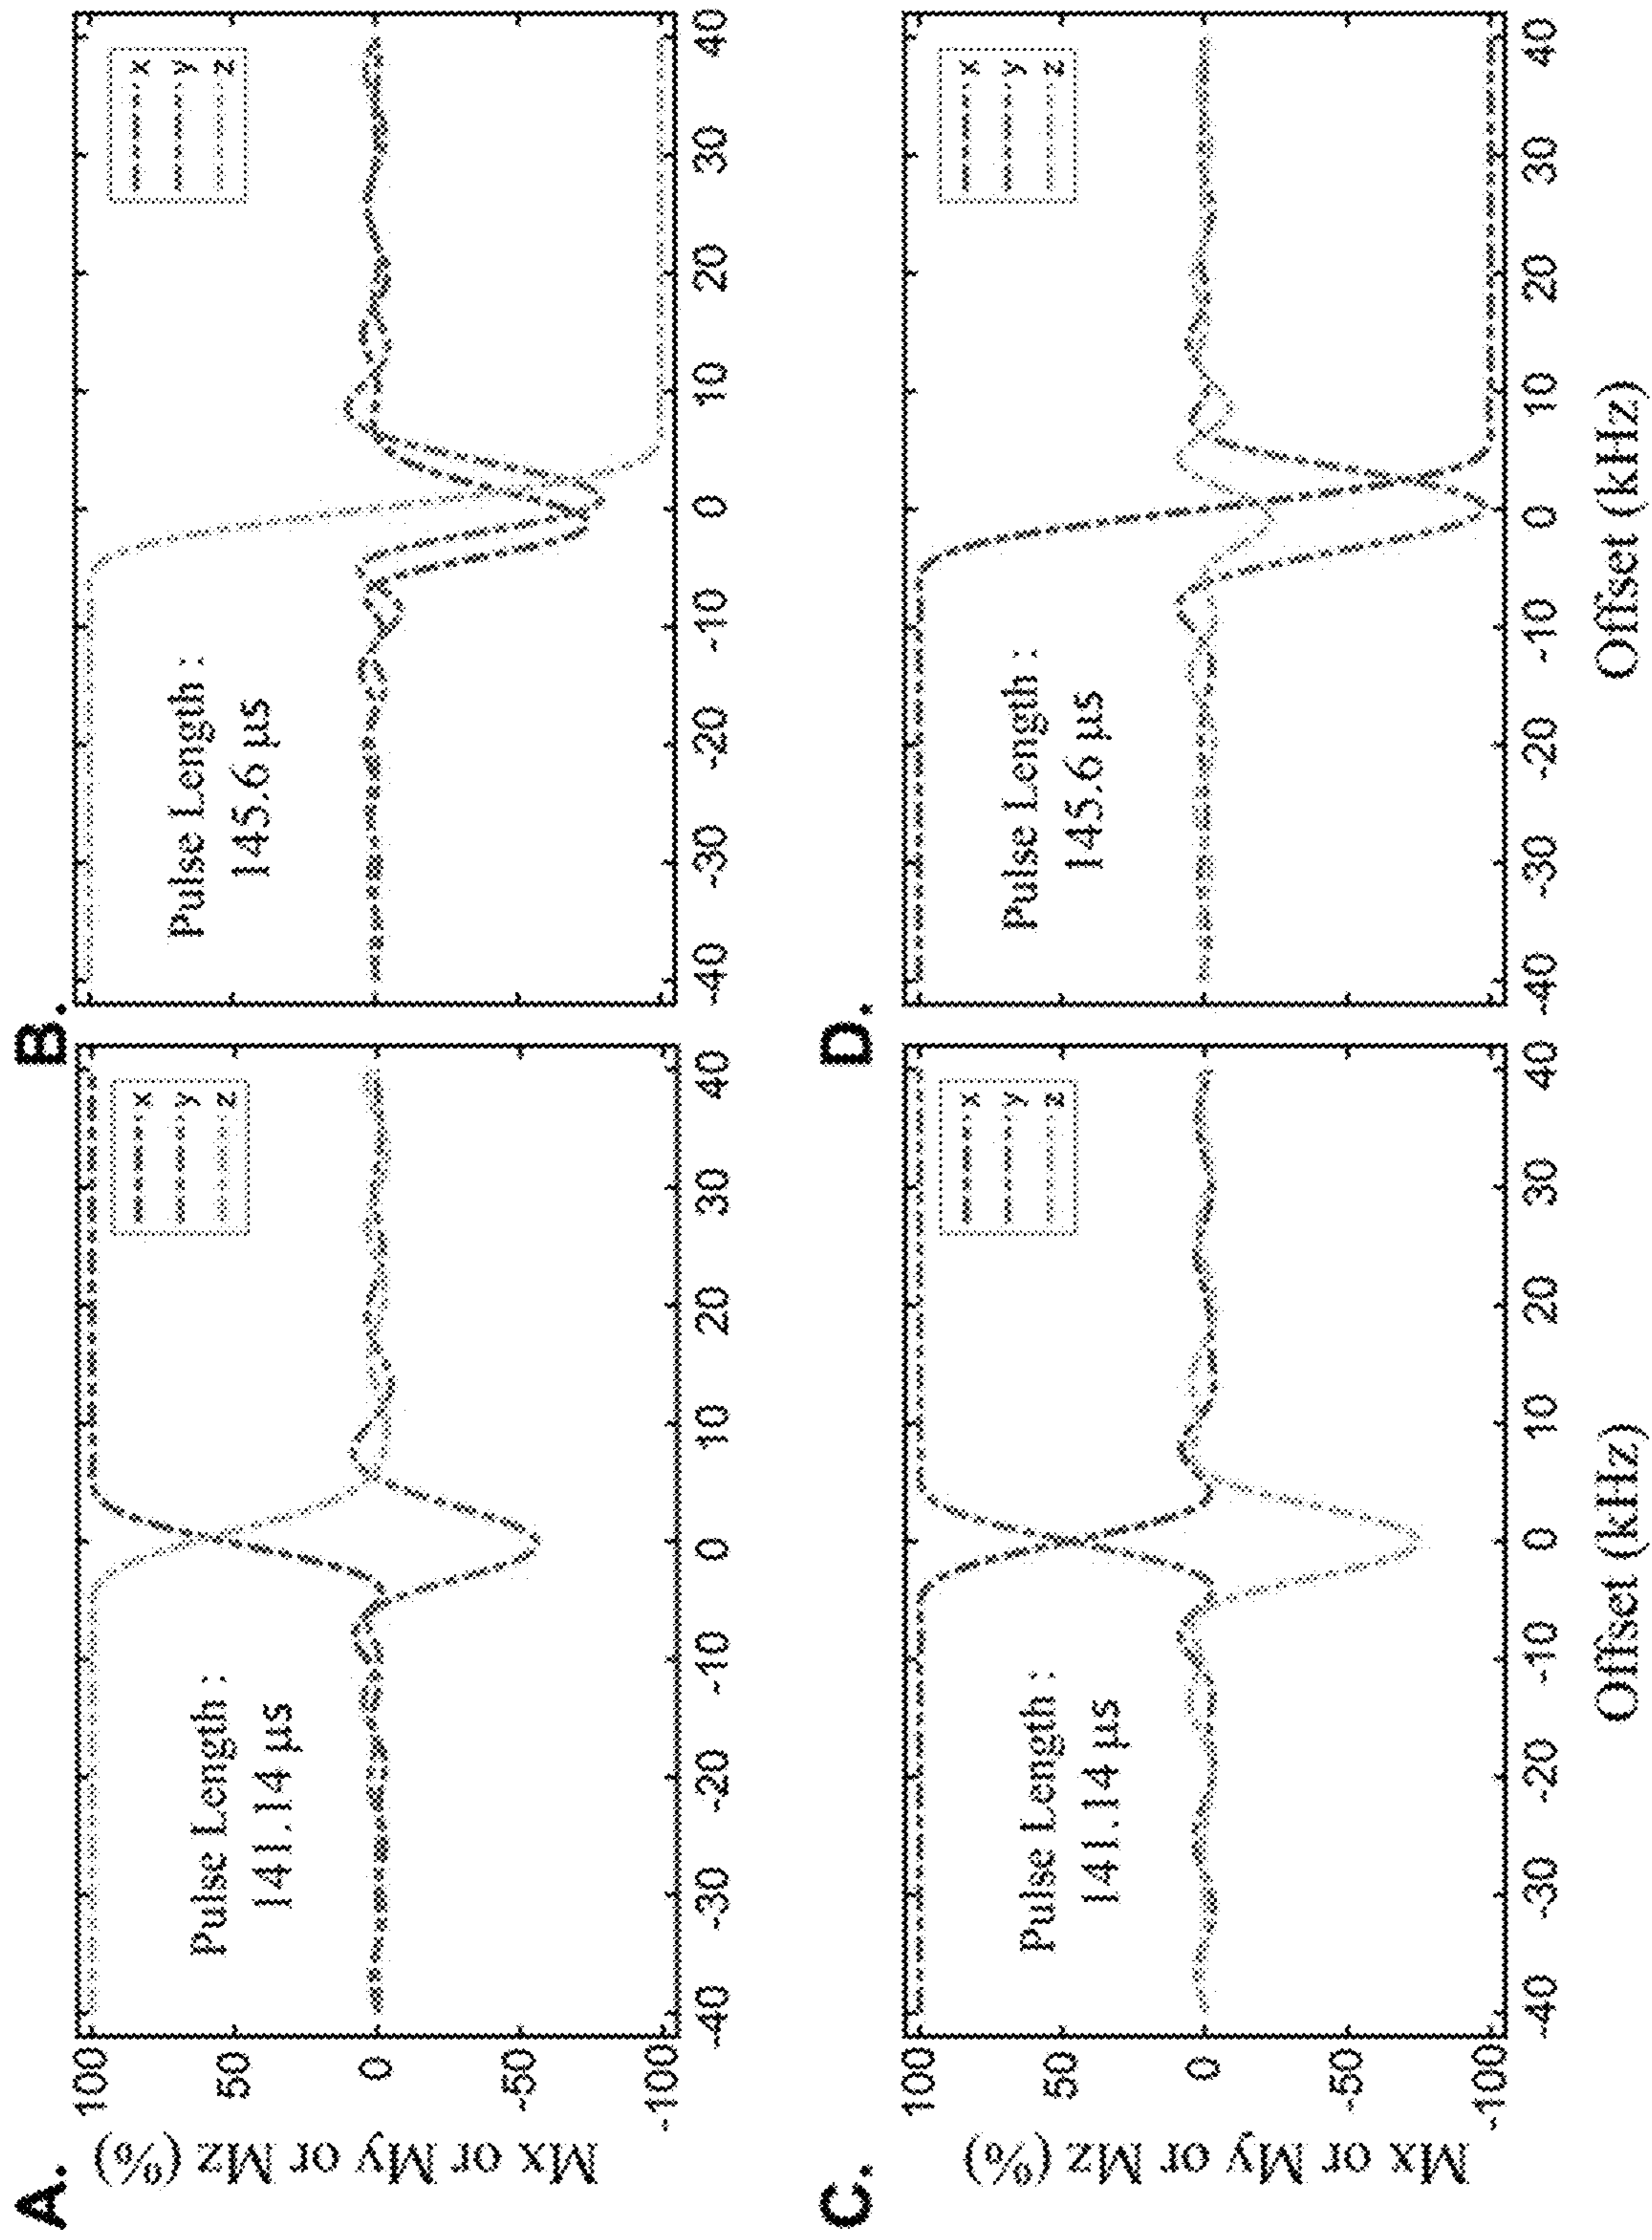 A.
Mx or My or Mz (%)
100
50
0
-50
-100
Pulse Length :
141.14 µs
x
y
z
-40 -30 -20 -10 0 10 20 30 40
B.
Pulse Length :
145.6 µs
x
y
z
-40 -30 -20 -10 0 10 20 30 40
C.
Mx or My or Mz (%)
100
50
0
-50
-100
Pulse Length :
141.14 µs
x
y
z
-40 -30 -20 -10 0 10 20 30 40
Offset (kHz)
D.
Pulse Length :
145.6 µs
x
y
z
-40 -30 -20 -10 0 10 20 30 40
Offset (kHz)